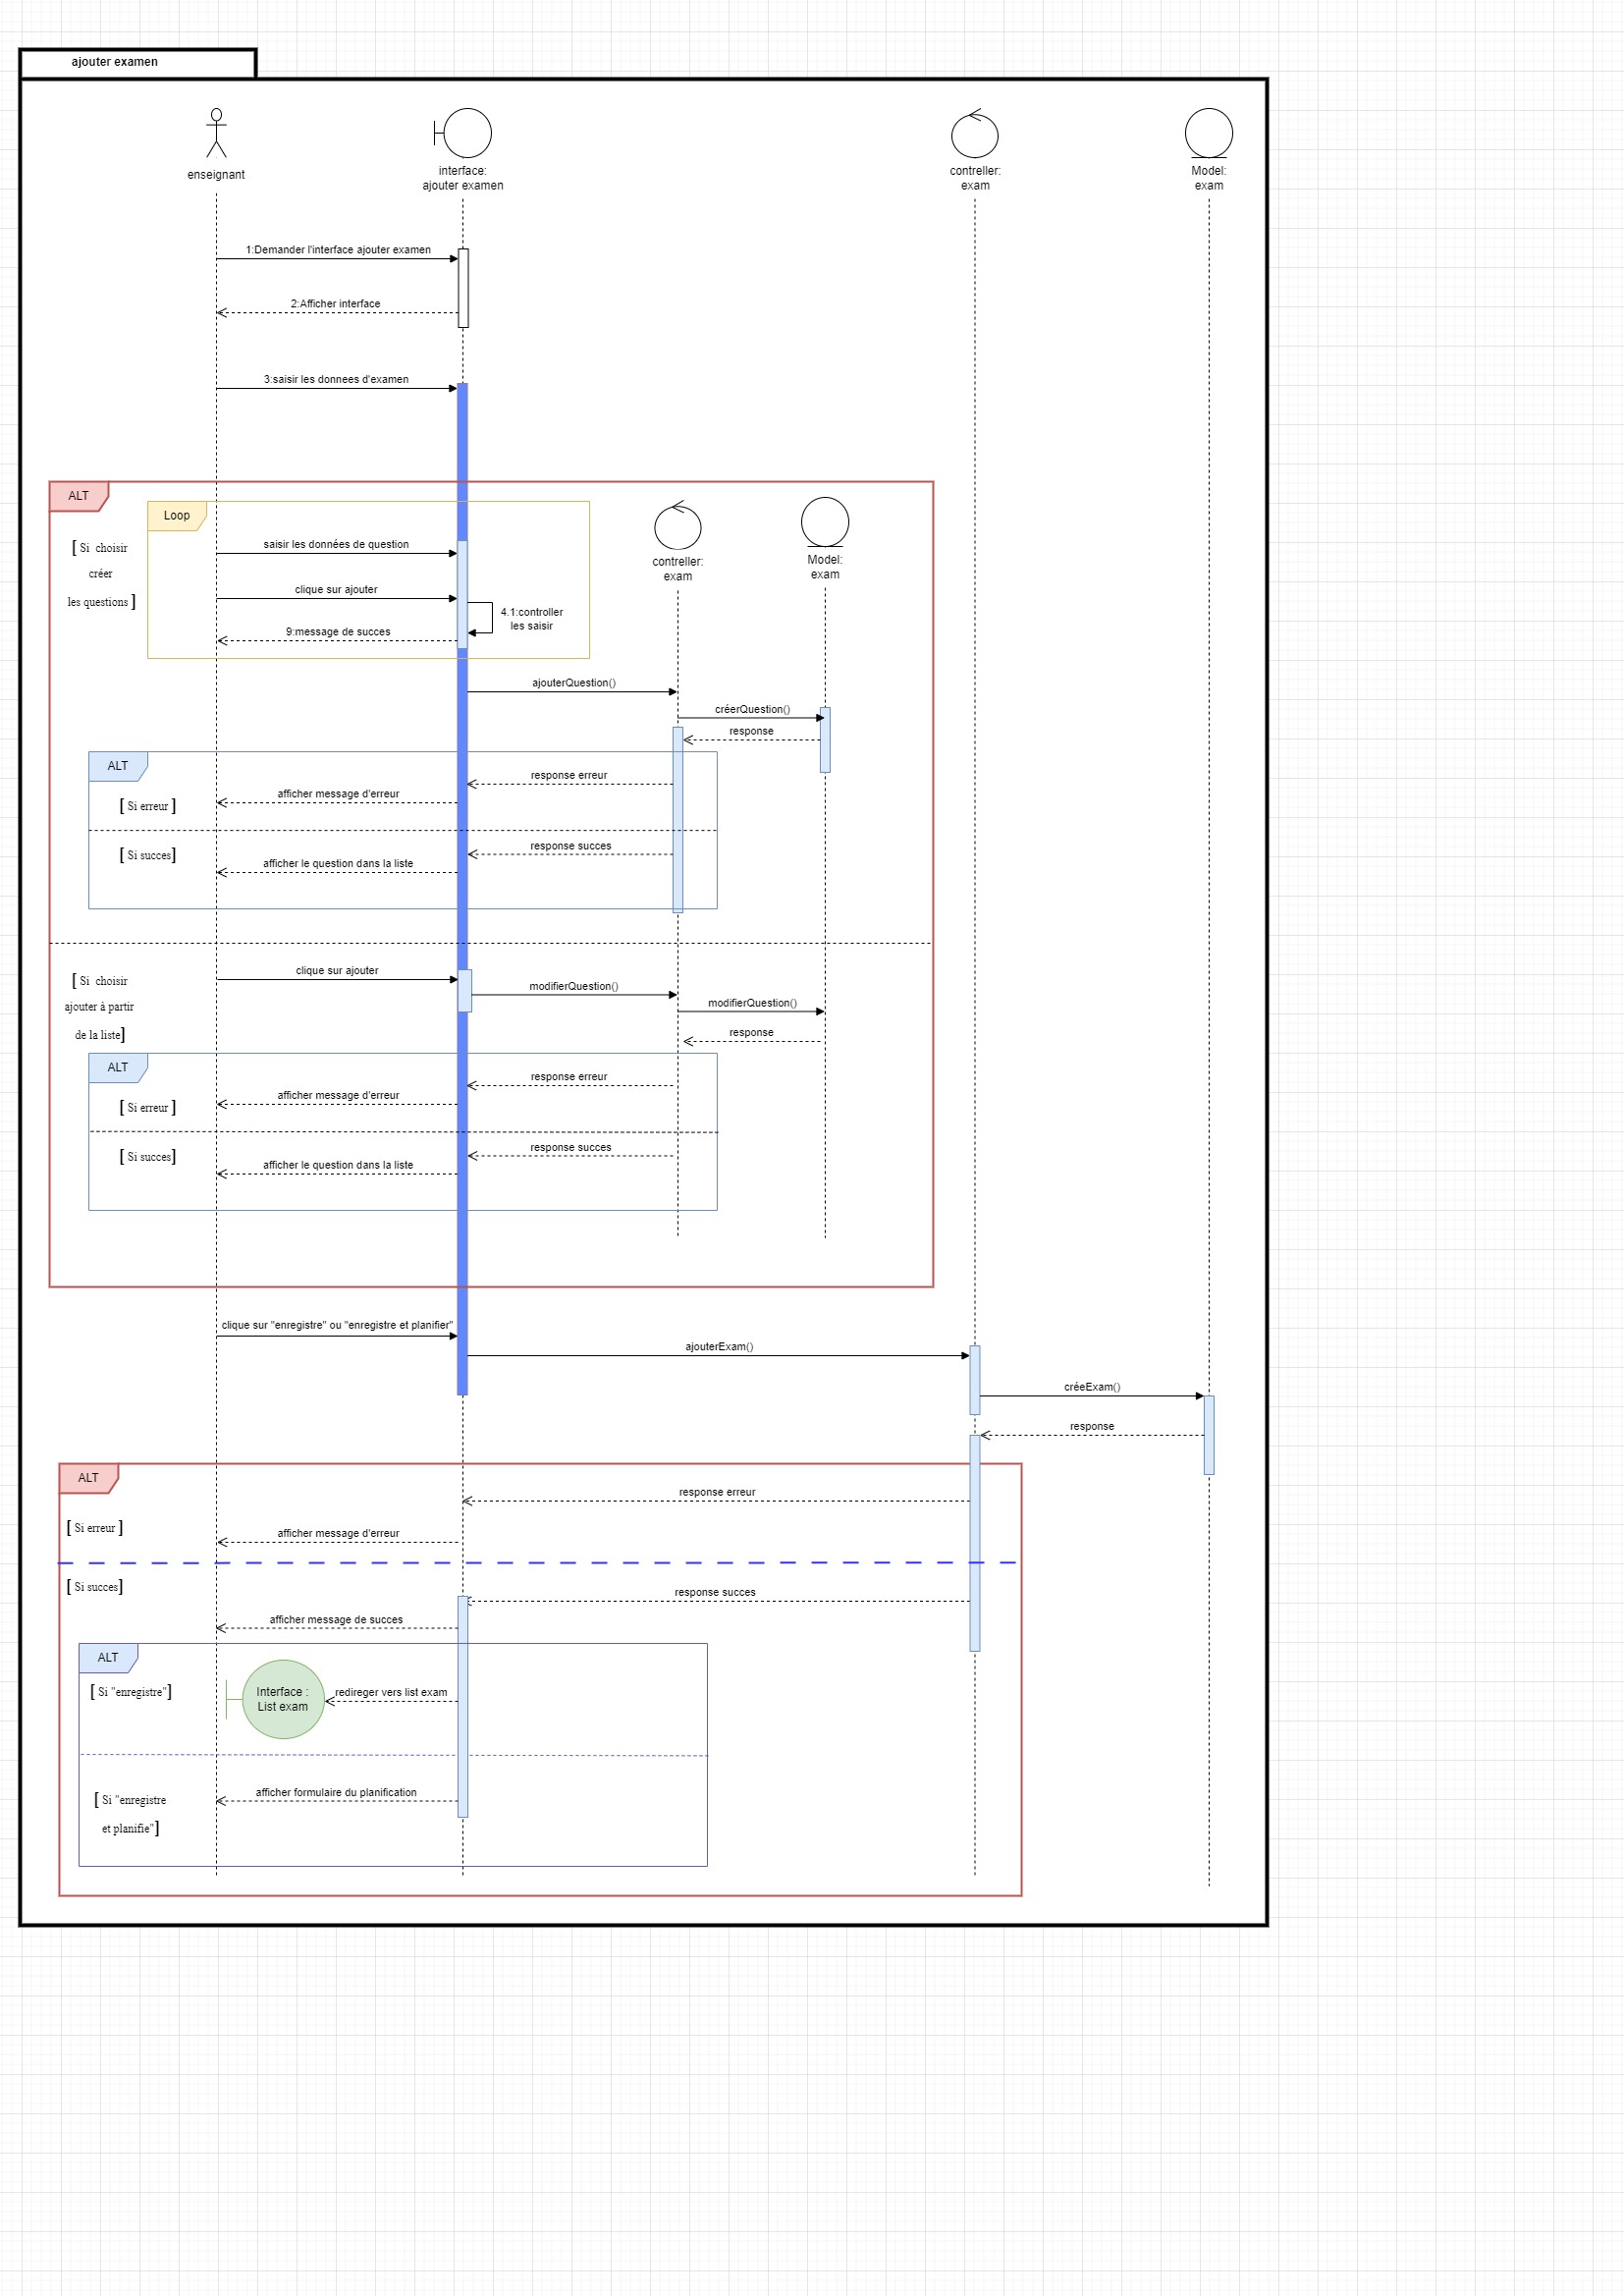 ajouter examen
enseignant
interface:
ajouter examen
contreller:
exam
Model:
exam
1:Demander l'interface ajouter examen
2:Afficher interface
3:saisir les donnees d'examen
ALT
Loop
[ Si choisir
créer
les questions ]
saisir les données de question
clique sur ajouter
4.1:controller
les saisir
9:message de succes
contreller:
exam
Model:
exam
ajouterQuestion()
créerQuestion()
response
ALT
response erreur
[ Si erreur ]
afficher message d'erreur
[ Si succes]
response succes
afficher le question dans la liste
[ Si choisir
ajouter à partir
de la liste]
clique sur ajouter
modifierQuestion()
modifierQuestion()
response
ALT
response erreur
[ Si erreur ]
afficher message d'erreur
[ Si succes]
response succes
afficher le question dans la liste
clique sur "enregistre" ou "enregistre et planifier"
ajouterExam()
créeExam()
response
ALT
response erreur
[ Si erreur ]
afficher message d'erreur
[ Si succes]
response succes
afficher message de succes
ALT
[ Si "enregistre"]
Interface :
List exam
redireger vers list exam
[ Si "enregistre
et planifie"]
afficher formulaire du planification